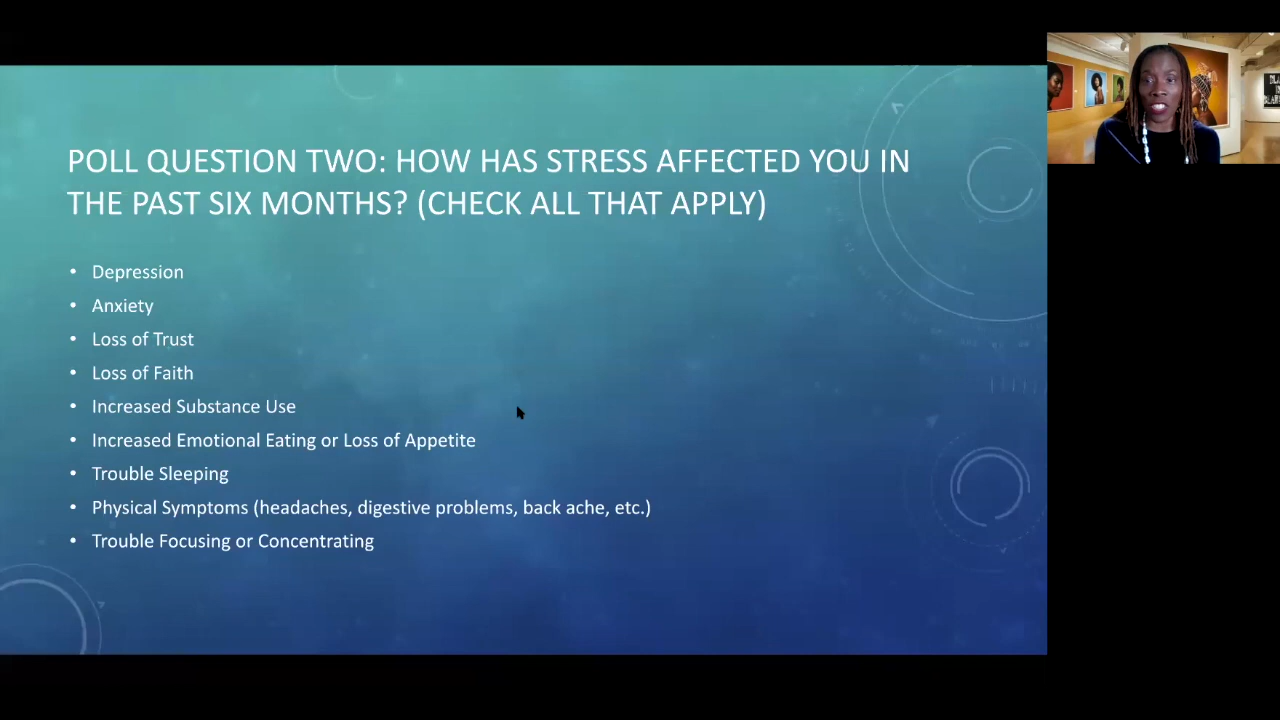 POLL QUESTION TWO: HOW HAS STRESS AFFECTED YOU IN
THE PAST SIX MONTHS? (CHECK ALL THAT APPLY)
• Depression
• Anxiety
• Loss of Trust
• Loss of Faith
• Increased Substance Use
• Increased Emotional Eating or Loss of Appetite
• Trouble Sleeping
• Physical Symptoms (headaches, digestive problems, back ache, etc.)
• Trouble Focusing or Concentrating